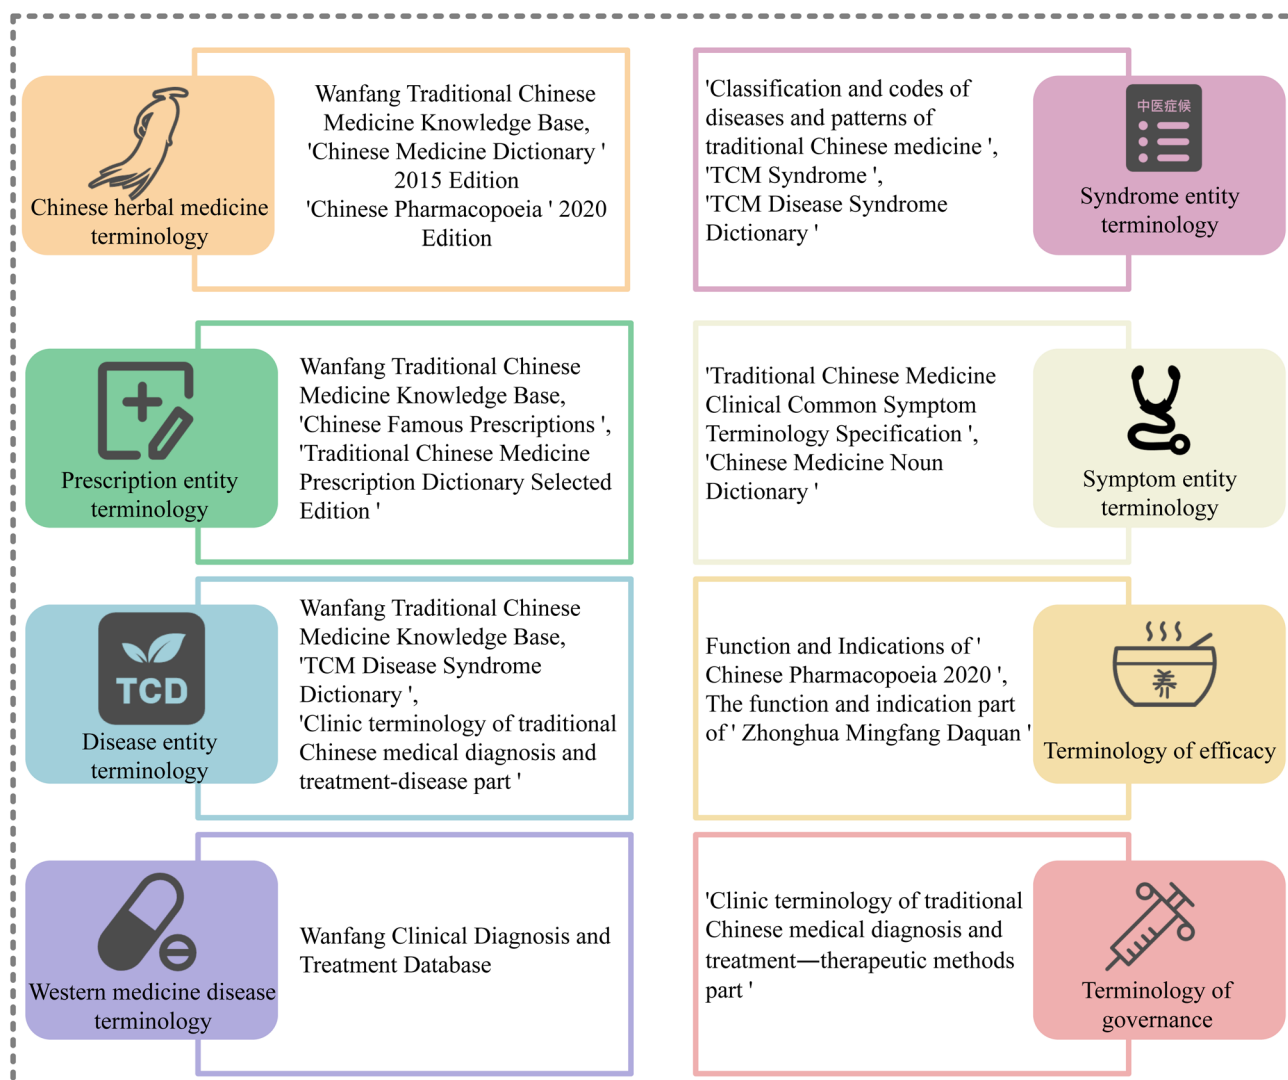 Chinese herbal medicine
terminology
Wanfang Traditional Chinese
Medicine Knowledge Base,
'Chinese Medicine Dictionary '
2015 Edition
'Chinese Pharmacopoeia ' 2020
Edition
'Classification and codes of
diseases and patterns of
traditional Chinese medicine ',
'TCM Syndrome ',
'TCM Disease Syndrome
Dictionary '
中医症候
Syndrome entity
terminology
Prescription entity
terminology
Wanfang Traditional Chinese
Medicine Knowledge Base,
'Chinese Famous Prescriptions ',
'Traditional Chinese Medicine
Prescription Dictionary Selected
Edition '
'Traditional Chinese Medicine
Clinical Common Symptom
Terminology Specification ',
'Chinese Medicine Noun
Dictionary '
Symptom entity
terminology
TCD
Disease entity
terminology
Wanfang Traditional Chinese
Medicine Knowledge Base,
'TCM Disease Syndrome
Dictionary ',
'Clinic terminology of traditional
Chinese medical diagnosis and
treatment-disease part '
Function and Indications of '
Chinese Pharmacopoeia 2020 ',
The function and indication part
of ' Zhonghua Mingfang Daquan '
养
Terminology of efficacy
Western medicine disease
terminology
Wanfang Clinical Diagnosis and
Treatment Database
'Clinic terminology of traditional
Chinese medical diagnosis and
treatment—therapeutic methods
part '
Terminology of
governance